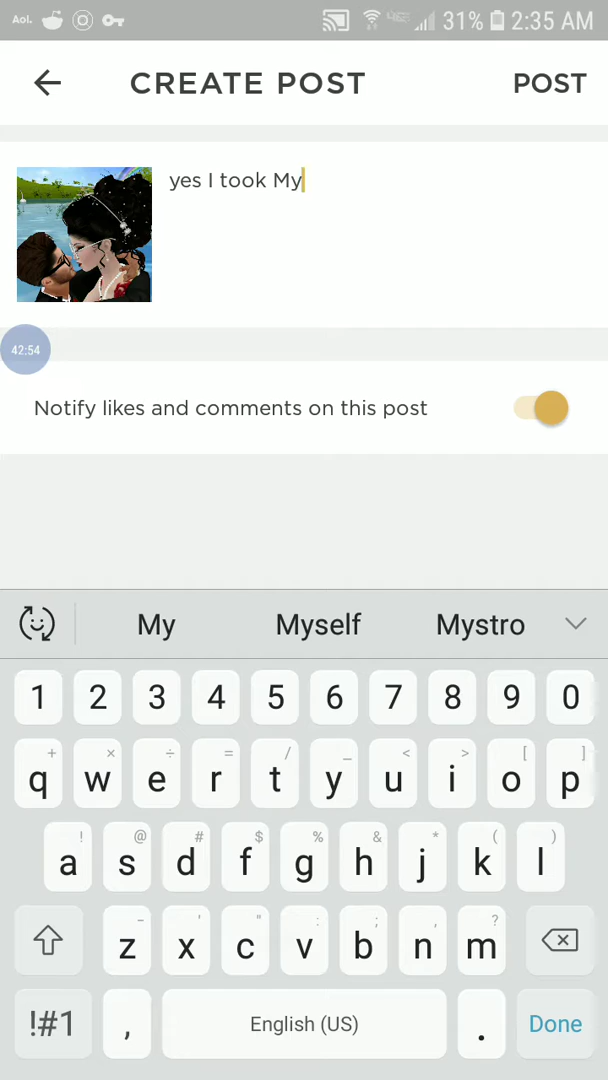 Aol. 31% 2:35 AM
CREATE POST POST
yes I took My
42:54
Notify likes and comments on this post
My Myself Mystro
1 2 3 4 5 6 7 8 9 0
+ × ÷ = / _ < > [ ]
q w e r t y u i o p
! @ # $ % & * ( )
a s d f g h j k l
- ' " : ; , ?
z x c v b n m
!#1 , English (US) . Done